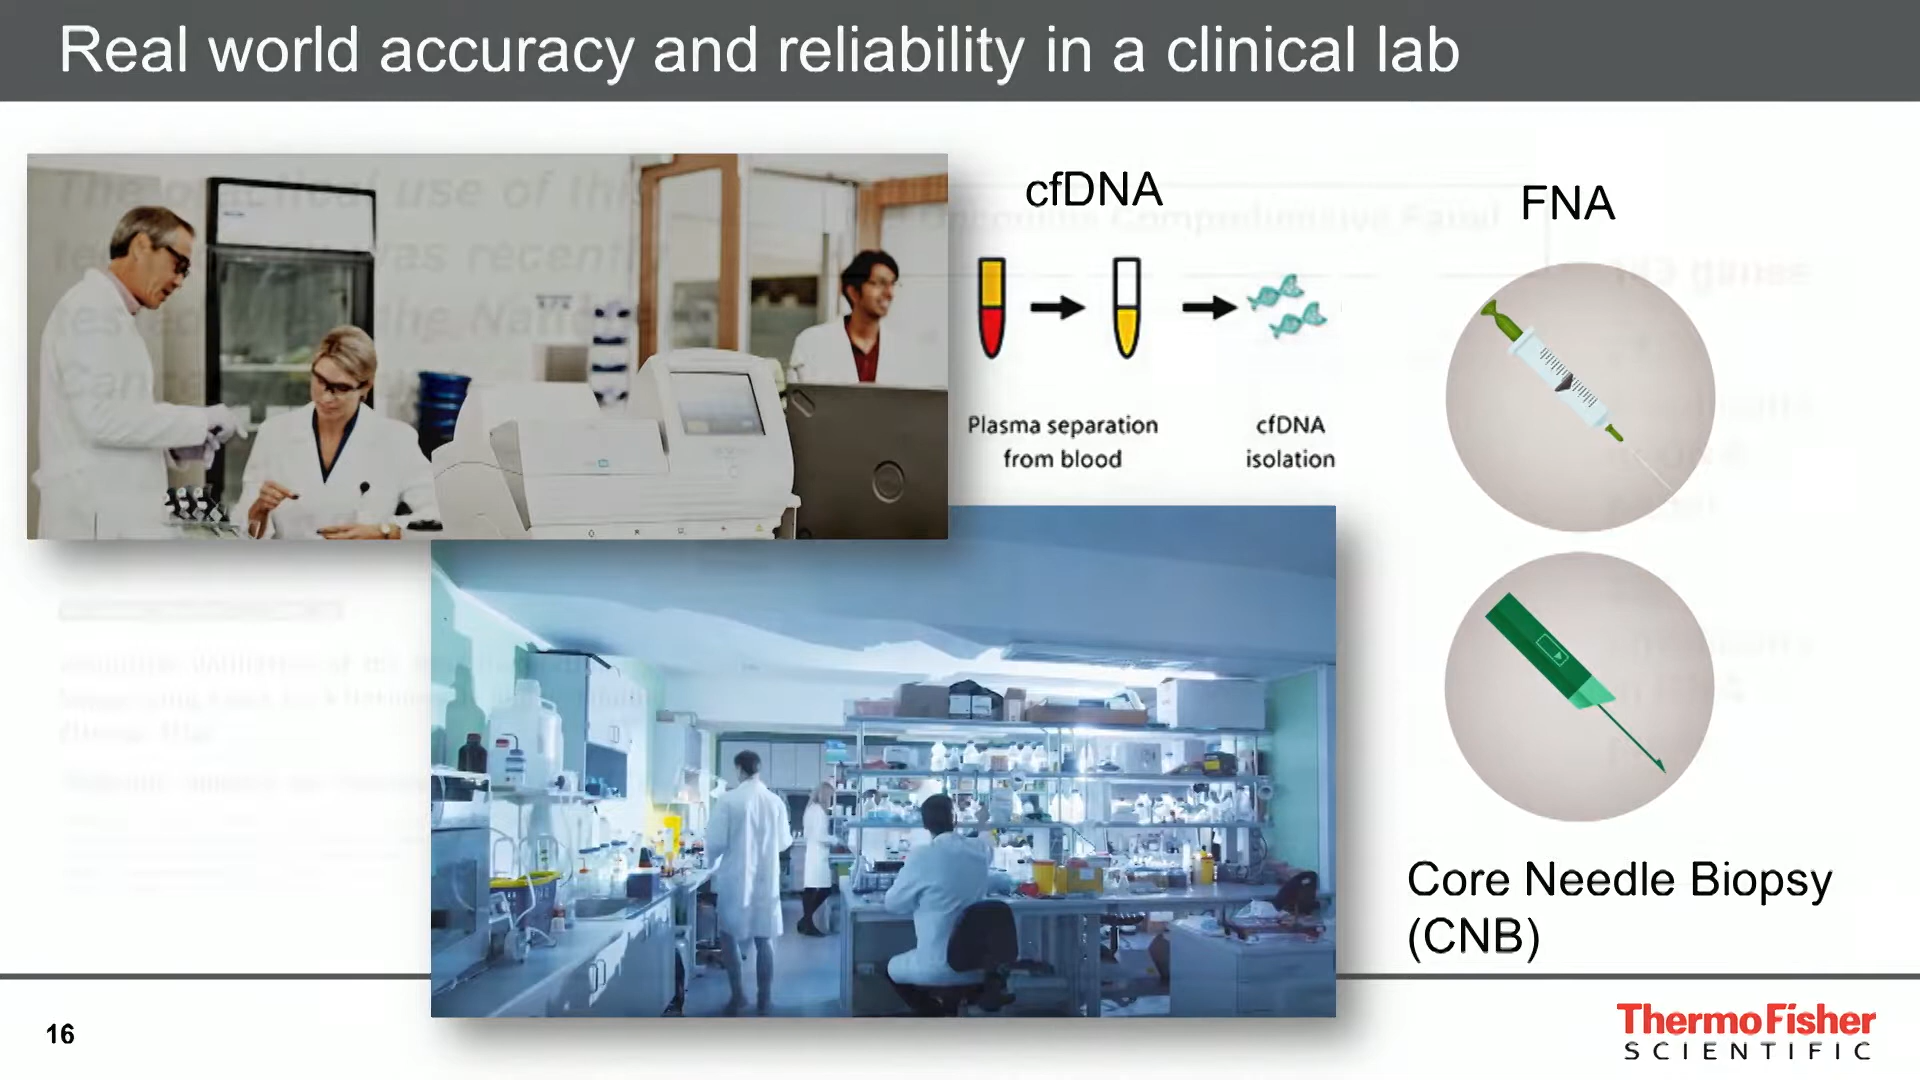 Real world accuracy and reliability in a clinical lab
cfDNA
FNA
Plasma separation
from blood
cfDNA
isolation
Core Needle Biopsy
(CNB)
16
ThermoFisher
SCIENTIFIC